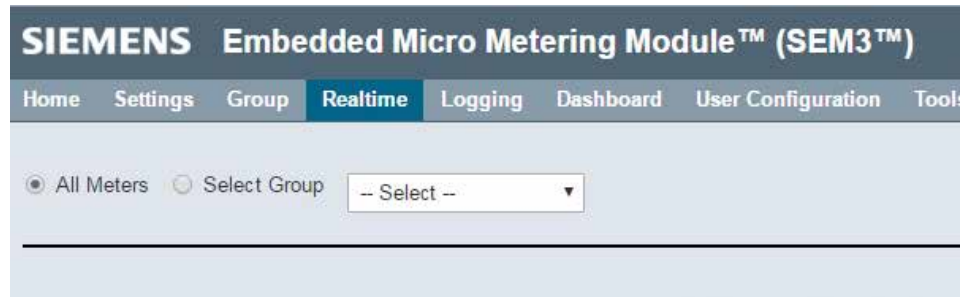 SIEMENS Embedded Micro Metering Module™ (SEM3™)
Home Settings Group Realtime Logging Dashboard User Configuration Tools
All Meters Select Group -- Select --